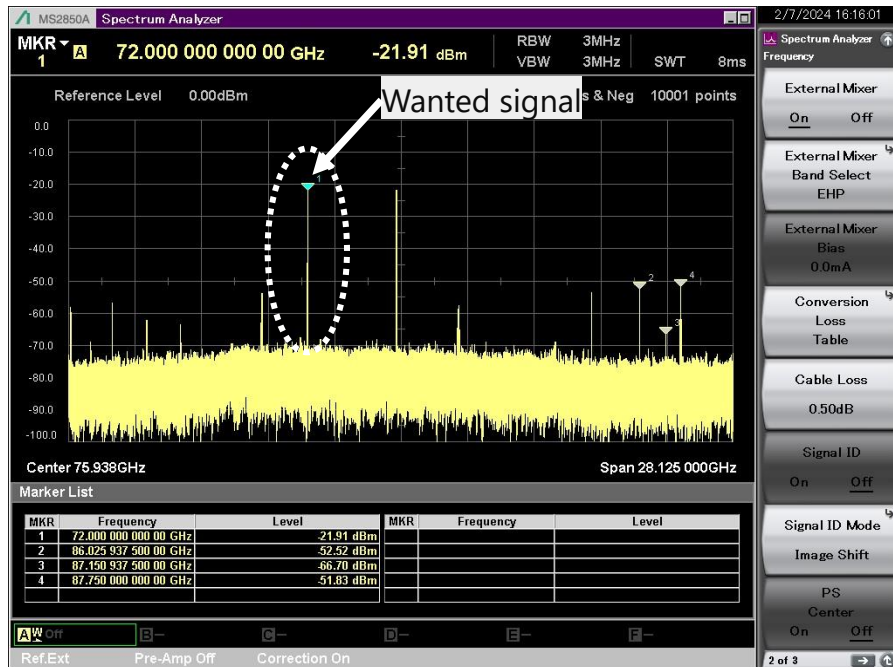 MS2850A Spectrum Analyzer
2/7/2024 16:16:01
MKR A 72.000 000 000 00 GHz -21.91 dBm RBW 3MHz
1 VBW 3MHz SWT 8ms
Reference Level 0.00dBm s & Neg 10001 points
Wanted signal
0.0
-10.0
-20.0
-30.0
-40.0
-50.0
-60.0
-70.0
-80.0
-90.0
-100.0
1
2
3
4
Center 75.938GHz Span 28.125 000GHz
Marker List
MKR Frequency Level MKR Frequency Level
1 72.000 000 000 00 GHz -21.91 dBm
2 86.025 937 500 00 GHz -52.52 dBm
3 87.150 937 500 00 GHz -66.70 dBm
4 87.750 000 000 00 GHz -51.83 dBm
A W Off B- C- D- E- F-
Ref.Ext Pre-Amp Off Correction On
Spectrum Analyzer
Frequency
External Mixer
On Off
External Mixer
Band Select
EHP
External Mixer
Bias
0.0mA
Conversion
Loss
Table
Cable Loss
0.50dB
Signal ID
On Off
Signal ID Mode
Image Shift
PS
Center
On Off
2 of 3